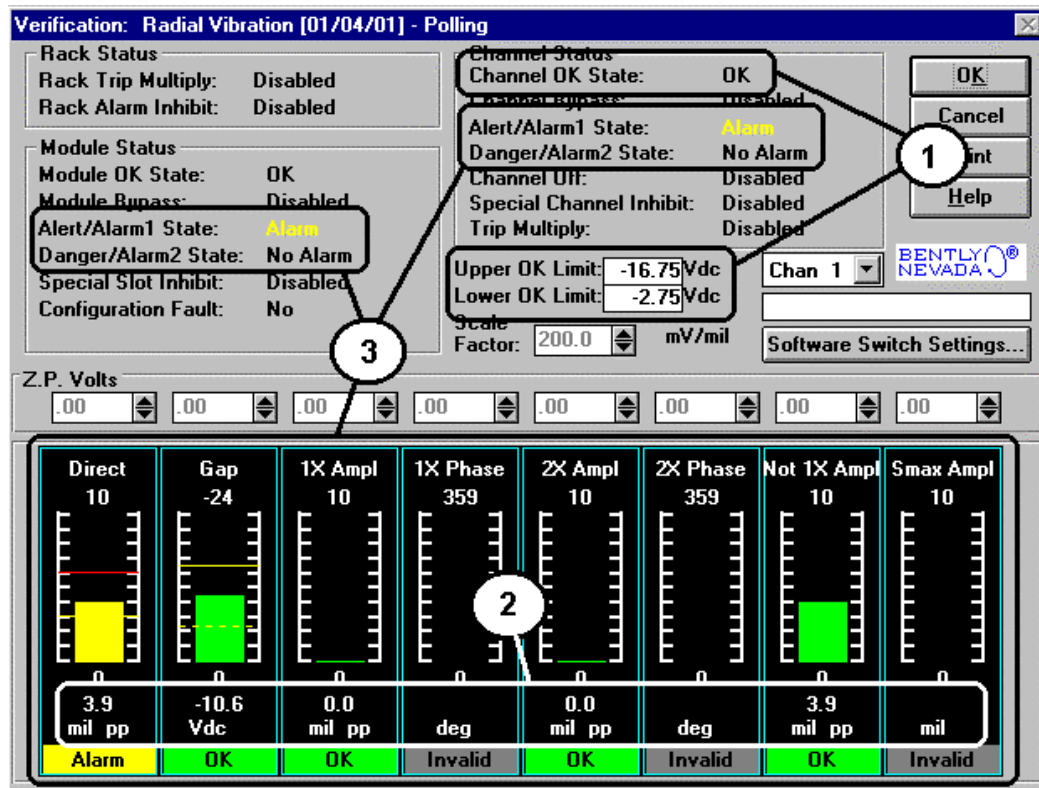 Verification: Radial Vibration [01/04/01] - Polling
Rack Status
Rack Trip Multiply: Disabled
Rack Alarm Inhibit: Disabled
Module Status
Module OK State: OK
Module Bypass: Disabled
Alert/Alarm1 State: Alarm
Danger/Alarm2 State: No Alarm
Special Slot Inhibit: Disabled
Configuration Fault: No
Channel Status
Channel OK State: OK
Channel Bypass: Disabled
Alert/Alarm1 State: Alarm
Danger/Alarm2 State: No Alarm
Channel Off: Disabled
Special Channel Inhibit: Disabled
Trip Multiply: Disabled
Upper OK Limit: -16.75 Vdc
Lower OK Limit: -2.75 Vdc
Scale
Factor: 200.0 mV/mil
OK
Cancel
Help
1
Chan 1
BENTLY
NEVADA ®
Software Switch Settings...
3
Z.P. Volts
.00 .00 .00 .00 .00 .00 .00 .00
Direct Gap 1X Ampl 1X Phase 2X Ampl 2X Phase Not 1X Ampl Smax Ampl
10 -24 10 359 10 359 10 10
2
0 0 0 0 0 0 0 0
3.9 -10.6 0.0 0.0 3.9
mil pp Vdc mil pp deg mil pp deg mil pp mil
Alarm OK OK Invalid OK Invalid OK Invalid